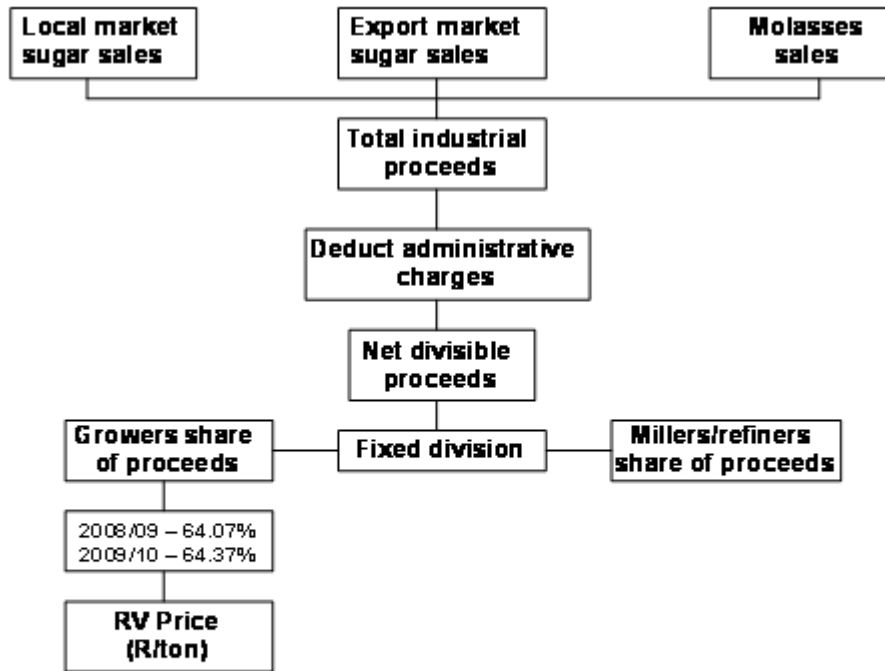 Local market
sugar sales
Export market
sugar sales
Molasses
sales
Total industrial
proceeds
Deduct administrative
charges
Net divisible
proceeds
Growers share
of proceeds
Fixed division
Millers/refiners
share of proceeds
2008/09 – 64.07%
2009/10 – 64.37%
RV Price
(R/ton)